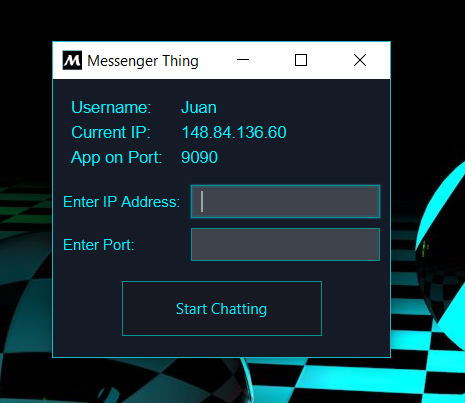 M Messenger Thing
Username: Juan
Current IP: 148.84.136.60
App on Port: 9090
Enter IP Address:
Enter Port:
Start Chatting